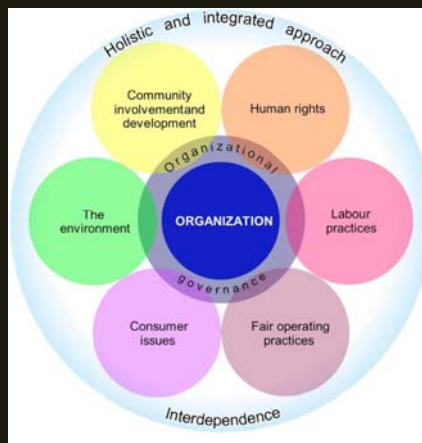 Holistic and integrated approach
Community
involvementand
development
Human rights
Organizational
The
environment
ORGANIZATION
Labour
practices
governance
Consumer
issues
Fair operating
practices
Interdependence